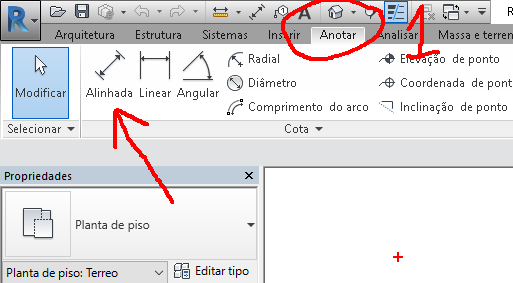 R A R
Arquitetura Estrutura Sistemas Inserir Anotar Analisar Massa e terren
1
Modificar Alinhada Linear Angular
Radial Elevação de ponto
Diâmetro Coordenada de ponto
Comprimento do arco Inclinação de ponto
Selecionar Cota
Propriedades
Planta de piso
Planta de piso: Terreo Editar tipo